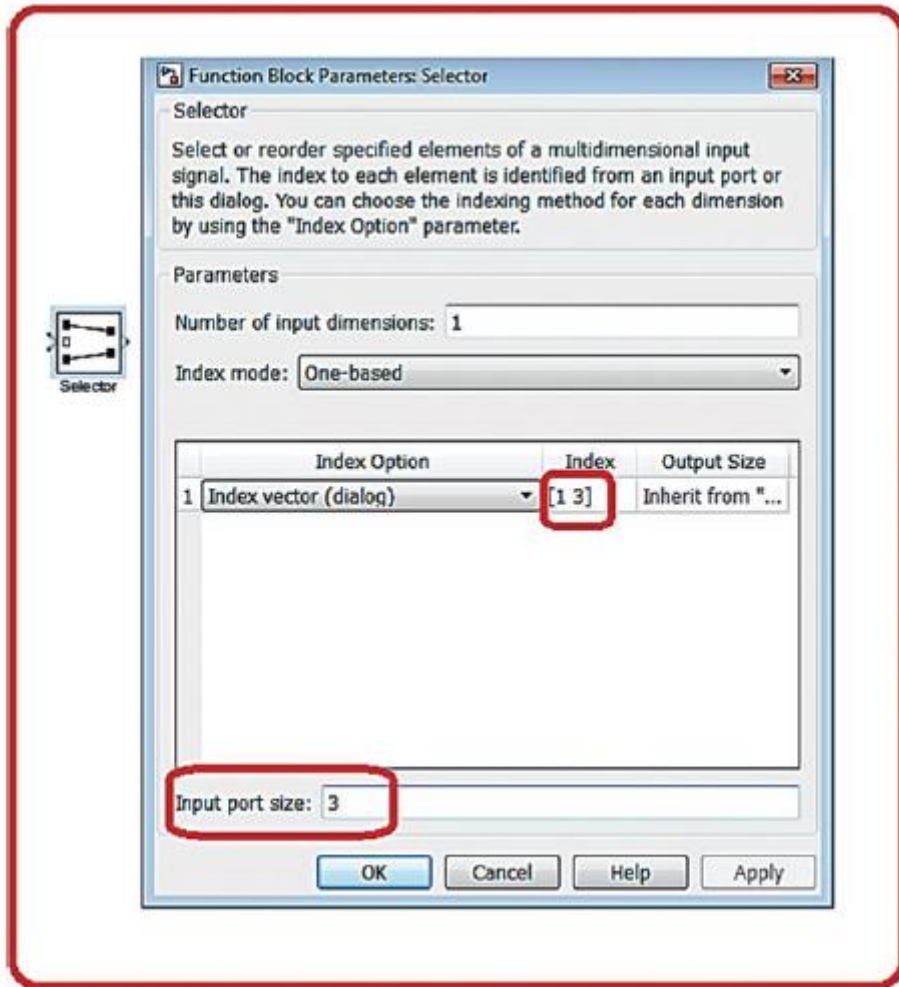 Function Block Parameters: Selector
Selector
Select or reorder specified elements of a multidimensional input
signal. The index to each element is identified from an input port or
this dialog. You can choose the indexing method for each dimension
by using the "Index Option" parameter.
Parameters
Number of input dimensions: 1
Selector
Index mode: One-based
Index Option Index Output Size
1 Index vector (dialog) [1 3] Inherit from "...
Input port size: 3
OK Cancel Help Apply